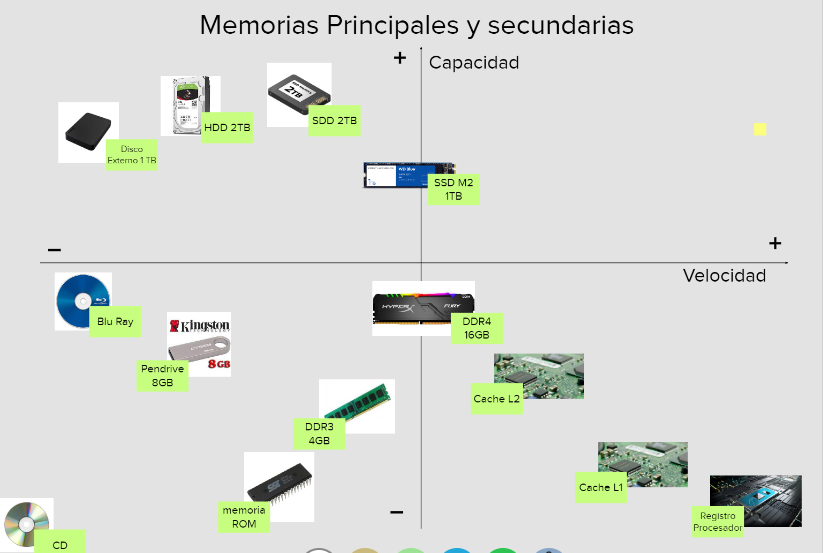 Memorias Principales y secundarias
+
Capacidad
2TB
SDD 2TB
HDD 2TB
Disco
Externo 1 TB
WD Blue
SSD M2
1TB
−
+
Velocidad
Blu Ray
HYPERX
FURY
DDR4
16GB
Kingston
8GB
Pendrive
8GB
Cache L2
DDR3
4GB
Cache L1
memoria
ROM
−
Registro
Procesador
CD